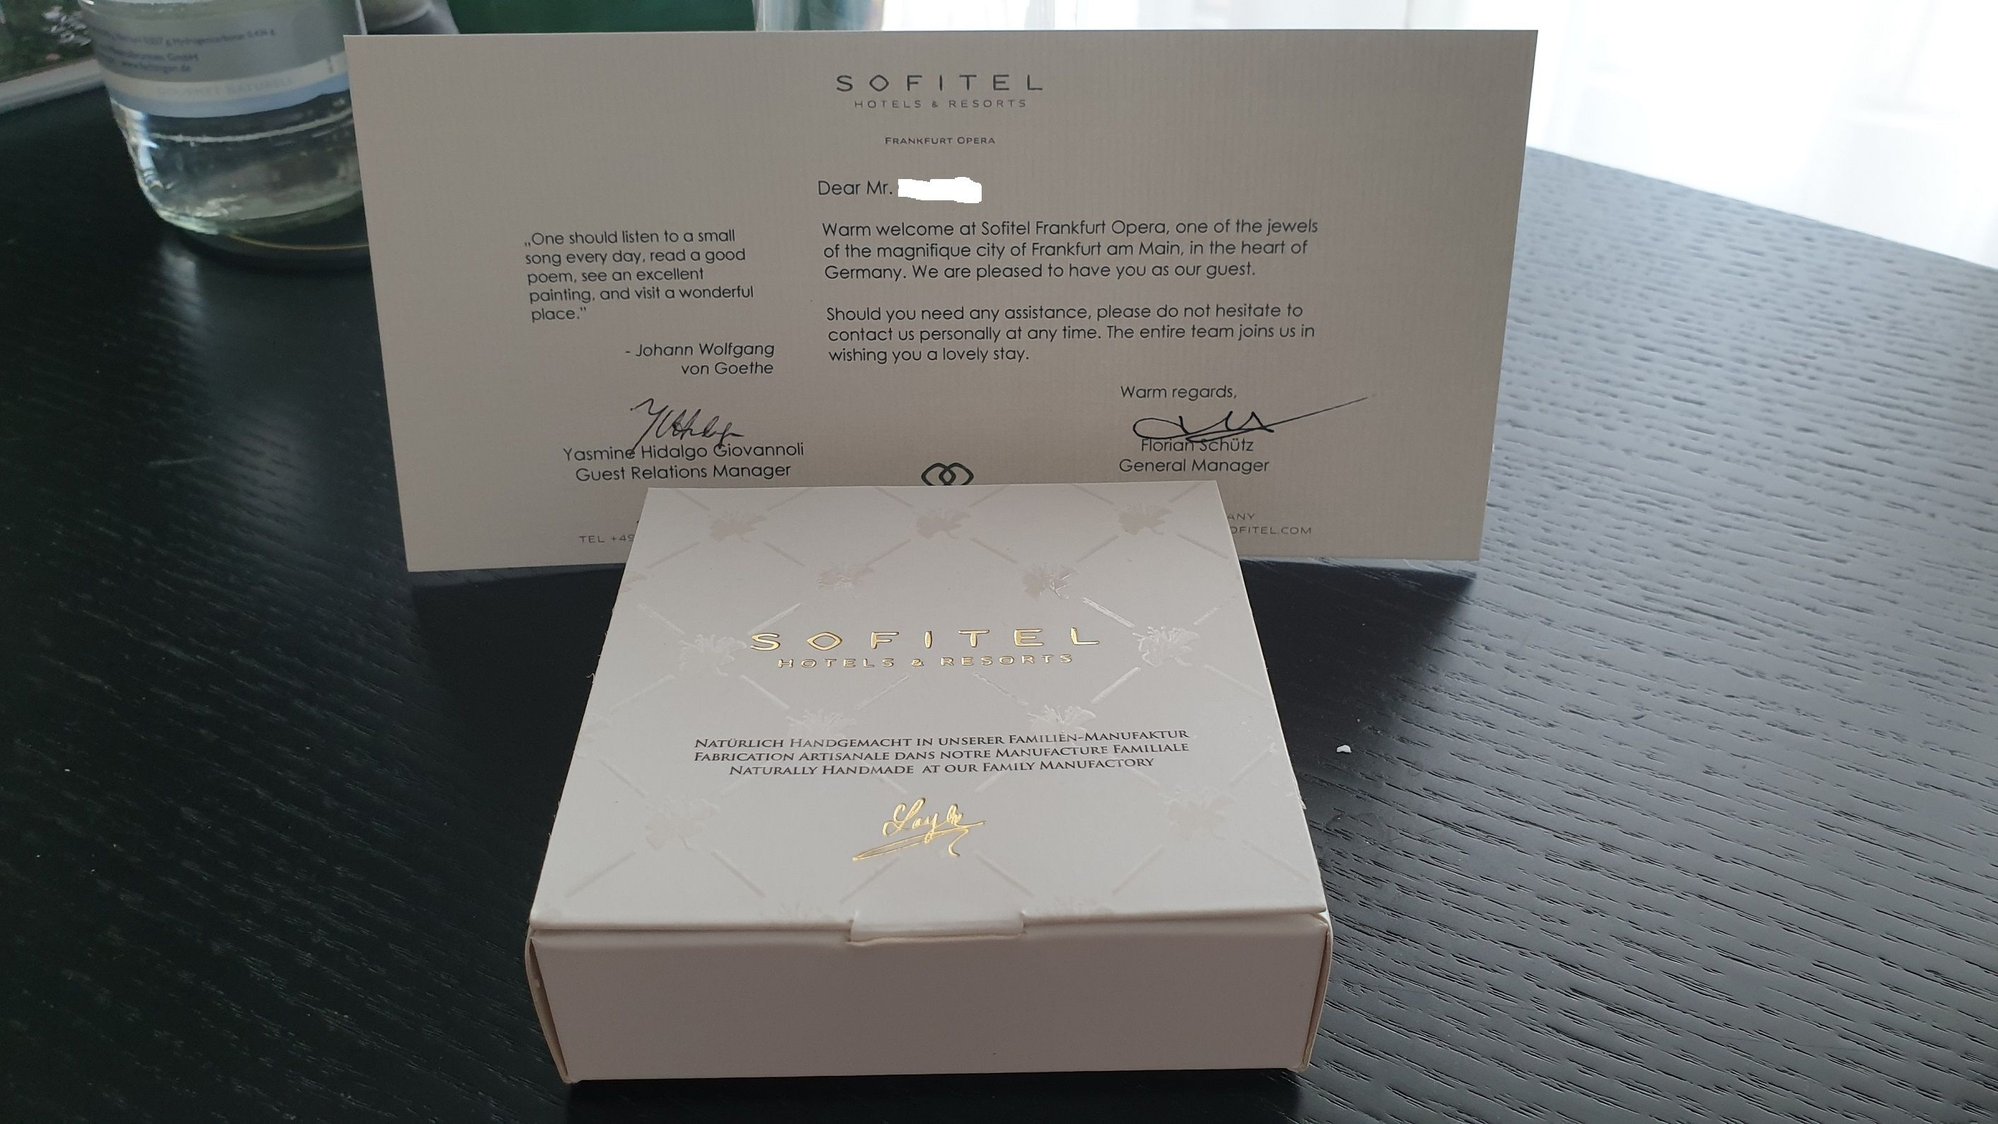 SOFITEL
HOTELS & RESORTS
FRANKFURT OPERA
Dear Mr.
„One should listen to a small
song every day, read a good
poem, see an excellent
painting, and visit a wonderful
place."
- Johann Wolfgang
von Goethe
Warm welcome at Sofitel Frankfurt Opera, one of the jewels
of the magnifique city of Frankfurt am Main, in the heart of
Germany. We are pleased to have you as our guest.
Should you need any assistance, please do not hesitate to
contact us personally at any time. The entire team joins us in
wishing you a lovely stay.
Yasmine Hidalgo Giovannoli
Guest Relations Manager
Warm regards,
Florian Schütz
General Manager
TEL +49
ANY
OFITEL.COM
SOFITEL
HOTELS & RESORTS
NATÜRLICH HANDGEMACHT IN UNSERER FAMILIEN-MANUFAKTUR
FABRICATION ARTISANALE DANS NOTRE MANUFACTURE FAMILIALE
NATURALLY HANDMADE AT OUR FAMILY MANUFACTORY